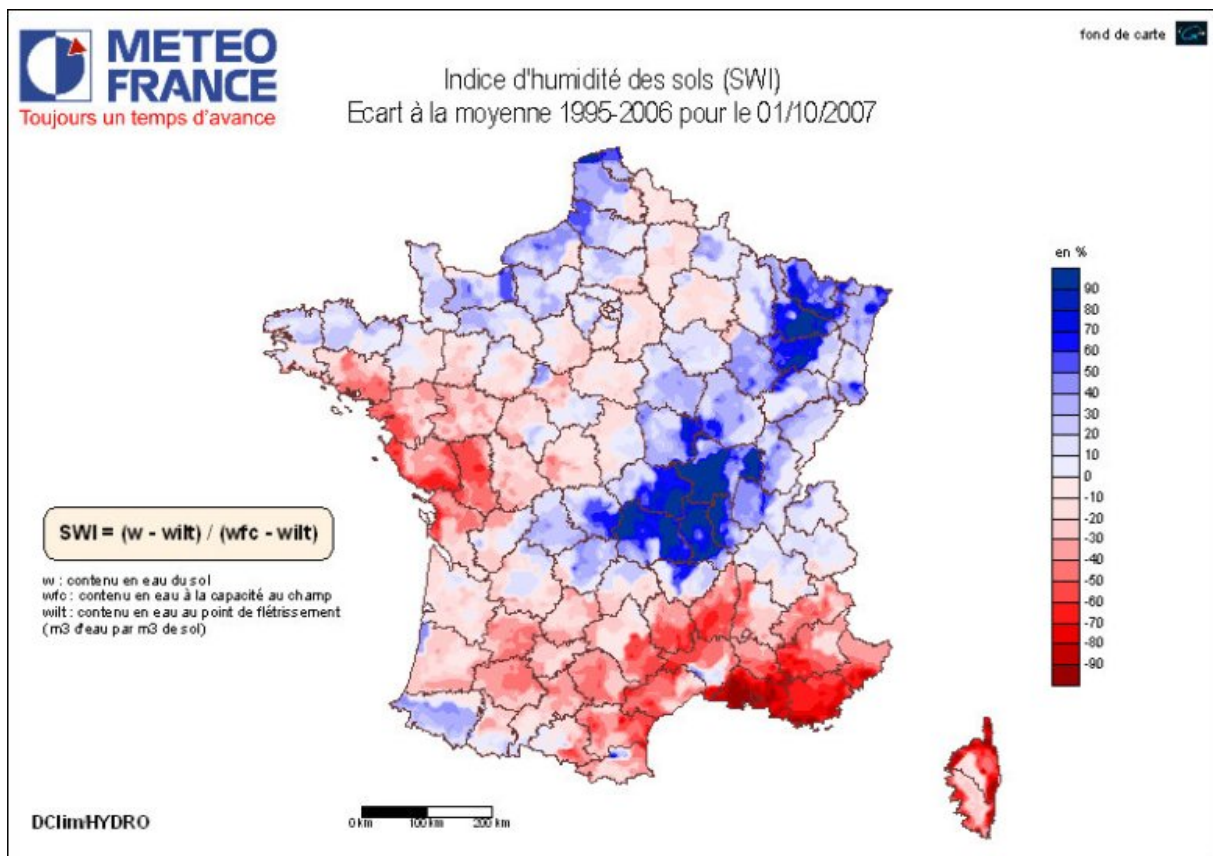 METEO
FRANCE
Toujours un temps d'avance
fond de carte
Indice d'humidité des sols (SWI)
Ecart à la moyenne 1995-2006 pour le 01/10/2007
en %
90
80
70
60
50
40
30
20
10
0
-10
-20
-30
-40
-50
-60
-70
-80
-90
SWI = (w - wilt) / (wfc - wilt)
w : contenu en eau du sol
wfc : contenu en eau à la capacité au champ
wilt : contenu en eau au point de flétrissement
(m3 d'eau par m3 de sol)
0 km 100 km 200 km
DClim/HYDRO